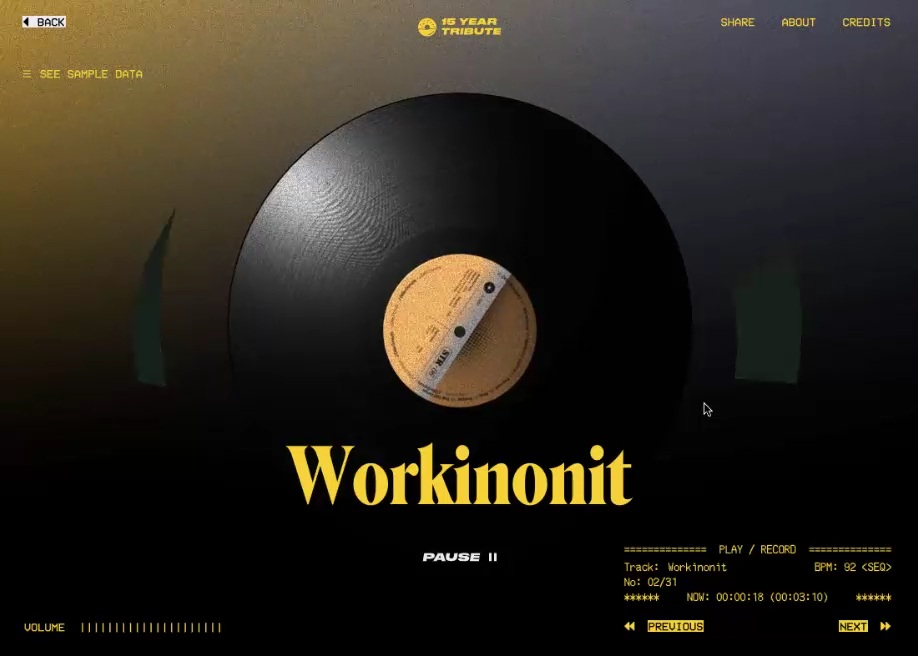 BACK
15 YEAR
TRIBUTE
SHARE ABOUT CREDITS
SEE SAMPLE DATA
Workinonit
PAUSE
============== PLAY / RECORD ==============
Track: Workinonit BPM: 92 <SEQ>
No: 02/31
****** NOW: 00:00:18 (00:03:10) ******
PREVIOUS NEXT
VOLUME ||||||||||||||||||||||